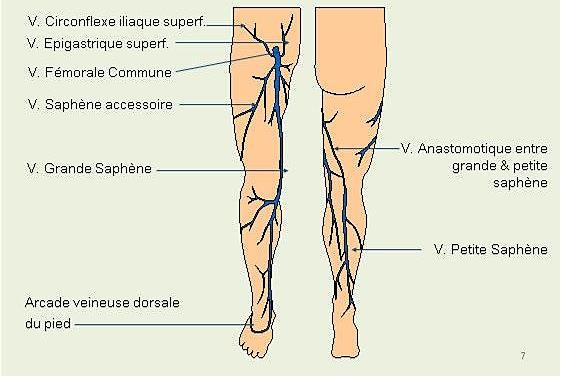 V. Circonflexe iliaque superf.
V. Epigastrique superf.
V. Fémorale Commune
V. Saphène accessoire
V. Grande Saphène
Arcade veineuse dorsale
du pied
V. Anastomotique entre
grande & petite
saphène
V. Petite Saphène
7